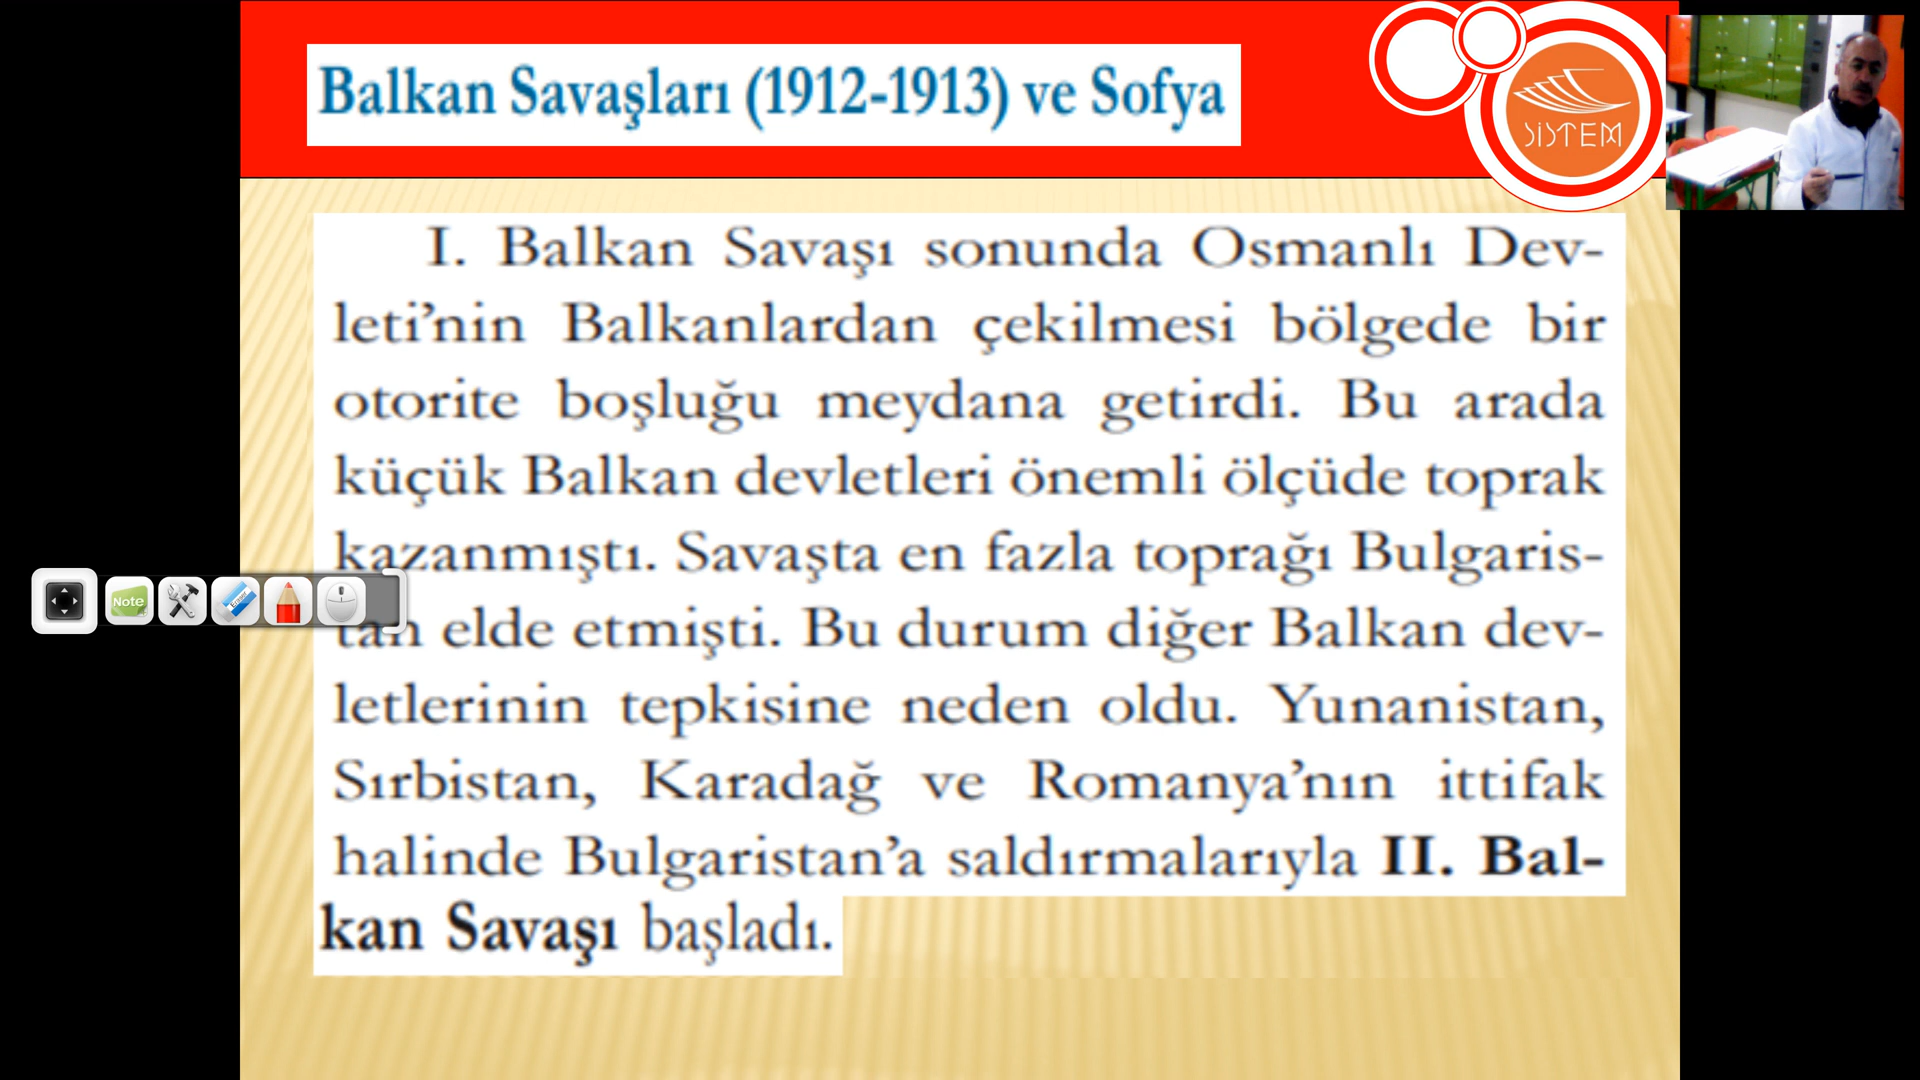 Balkan Savaşları (1912-1913) ve Sofya
SİSTEM
I. Balkan Savaşı sonunda Osmanlı Dev-
leti’nin Balkanlardan çekilmesi bölgede bir
otorite boşluğu meydana getirdi. Bu arada
küçük Balkan devletleri önemli ölçüde toprak
kazanmıştı. Savaşta en fazla toprağı Bulgaris-
tan elde etmişti. Bu durum diğer Balkan dev-
letlerinin tepkisine neden oldu. Yunanistan,
Sırbistan, Karadağ ve Romanya’nın ittifak
halinde Bulgaristan’a saldırmalarıyla II. Bal-
kan Savaşı başladı.
Note
Eraser